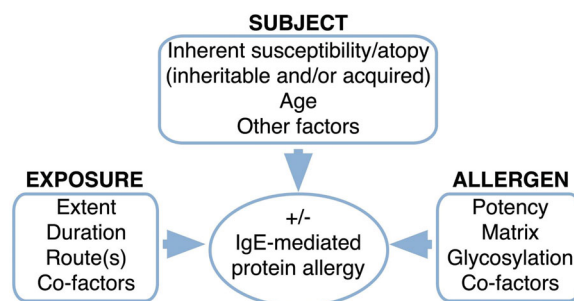 SUBJECT
Inherent susceptibility/atopy
(inheritable and/or acquired)
Age
Other factors
EXPOSURE
Extent
Duration
Route(s)
Co-factors
+/-
IgE-mediated
protein allergy
ALLERGEN
Potency
Matrix
Glycosylation
Co-factors